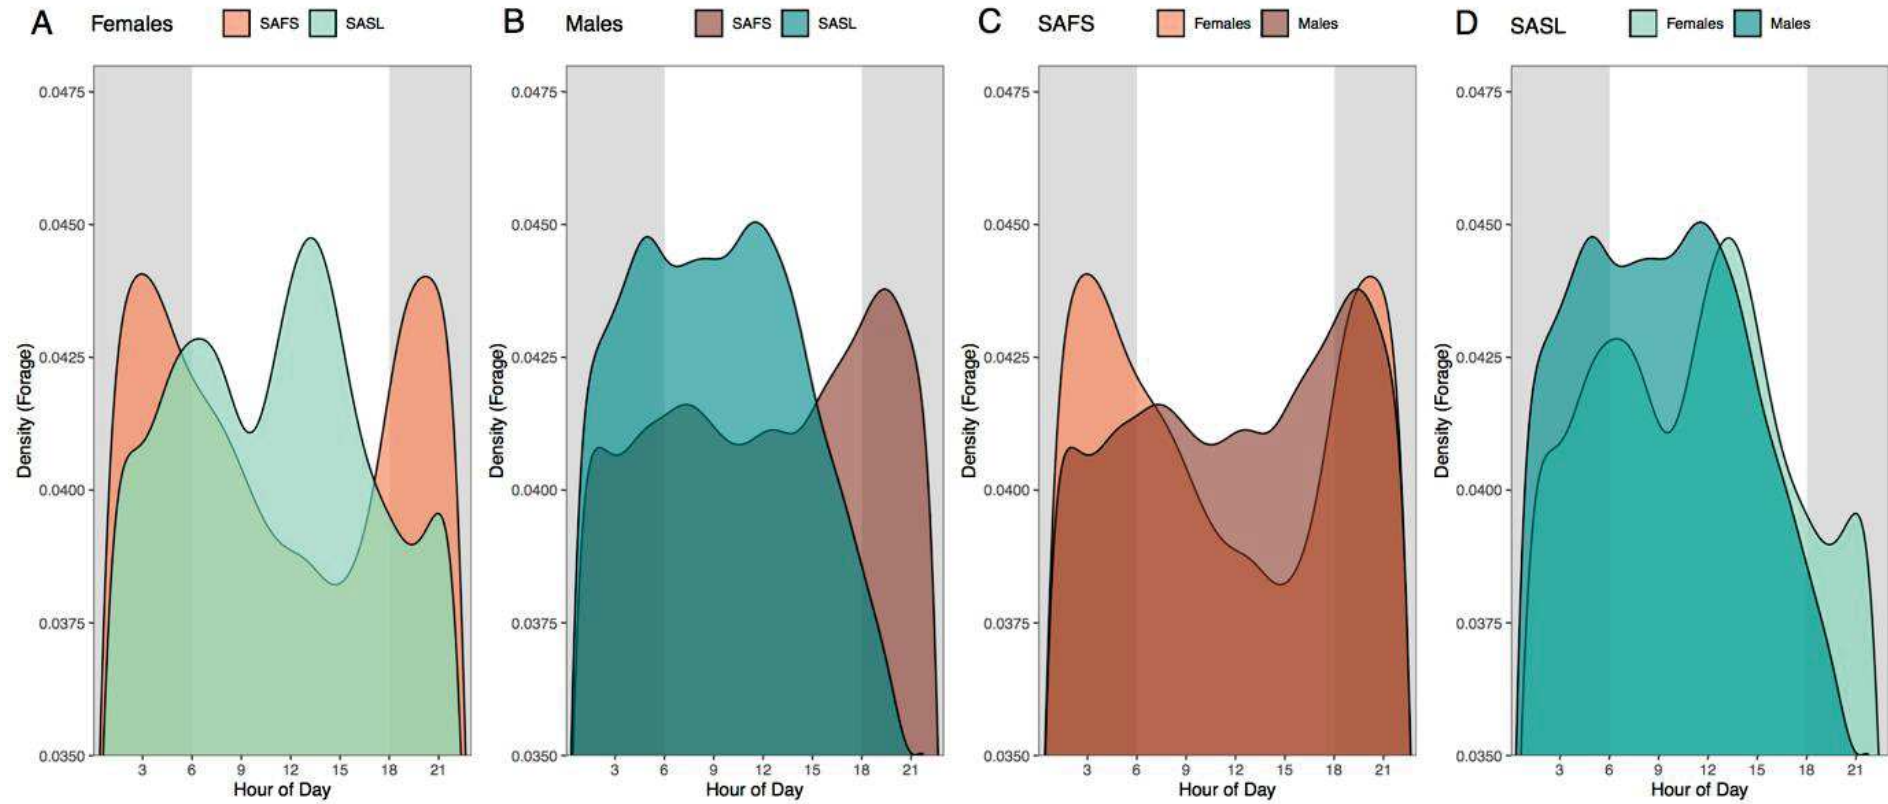 A Females SAFS SASL
0.0475
0.0450
0.0425
0.0400
0.0375
0.0350
Density (Forage)
3 6 9 12 15 18 21
Hour of Day
B Males SAFS SASL
0.0475
0.0450
0.0425
0.0400
0.0375
0.0350
Density (Forage)
3 6 9 12 15 18 21
Hour of Day
C SAFS Females Males
0.0475
0.0450
0.0425
0.0400
0.0375
0.0350
Density (Forage)
3 6 9 12 15 18 21
Hour of Day
D SASL Females Males
0.0475
0.0450
0.0425
0.0400
0.0375
0.0350
Density (Forage)
3 6 9 12 15 18 21
Hour of Day